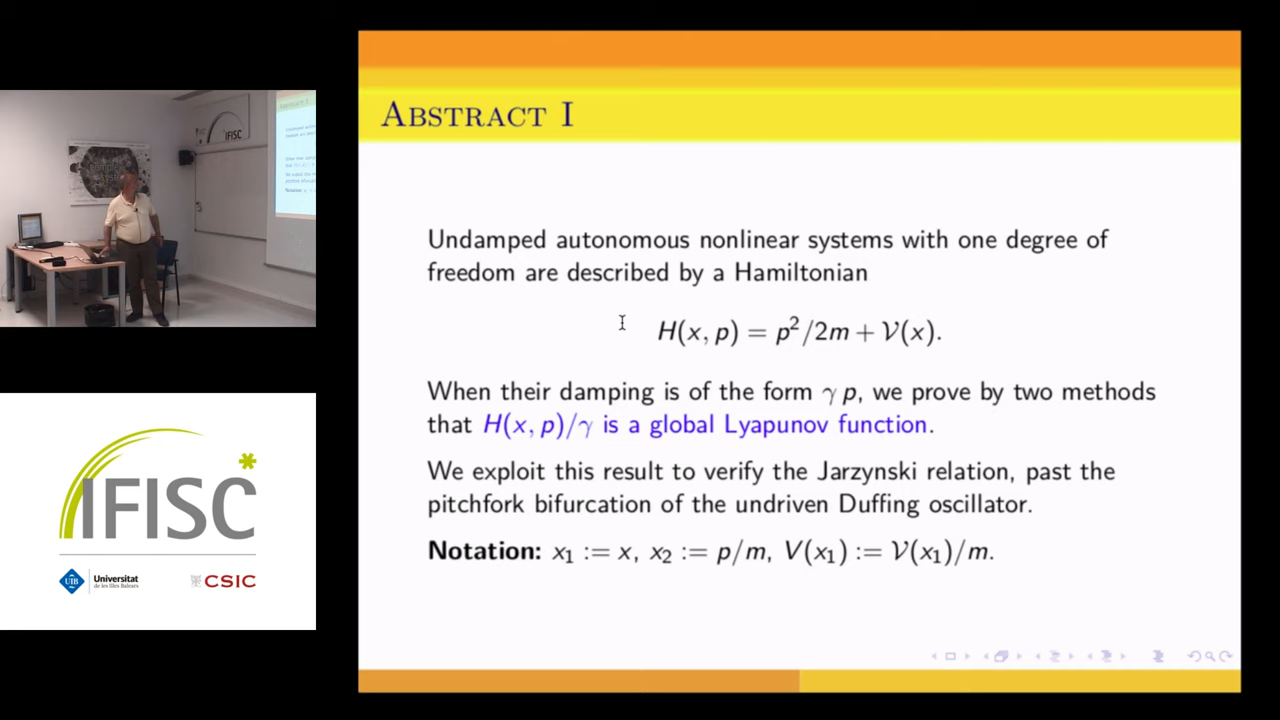 ABSTRACT I
Undamped autonomous nonlinear systems with one degree of
freedom are described by a Hamiltonian
H(x, p) = p²/2m + 𝒱(x).
When their damping is of the form γ p, we prove by two methods
that H(x, p)/γ is a global Lyapunov function.
We exploit this result to verify the Jarzynski relation, past the
pitchfork bifurcation of the undriven Duffing oscillator.
Notation: x₁ := x, x₂ := p/m, V(x₁) := 𝒱(x₁)/m.
IFISC
ABSTRACT I
IFISC
UIB
Universitat
de les Illes Balears
CSIC